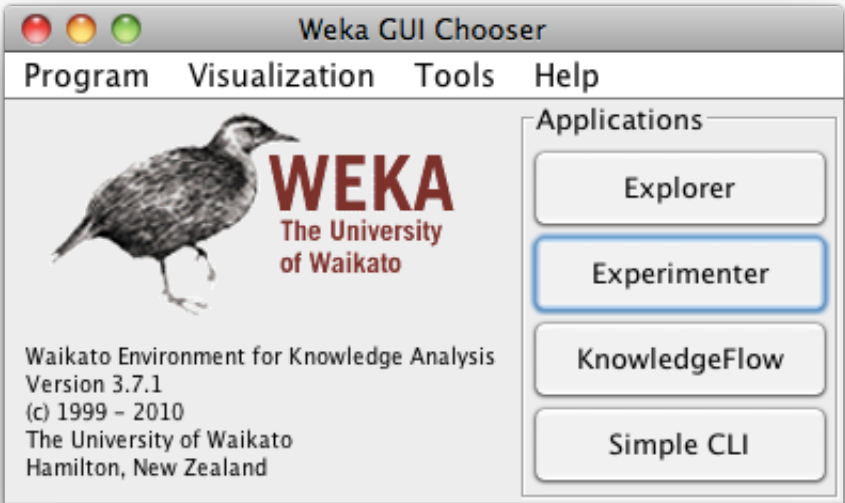 Weka GUI Chooser
Program Visualization Tools Help
WEKA
The University
of Waikato
Waikato Environment for Knowledge Analysis
Version 3.7.1
(c) 1999 – 2010
The University of Waikato
Hamilton, New Zealand
Applications
Explorer
Experimenter
KnowledgeFlow
Simple CLI